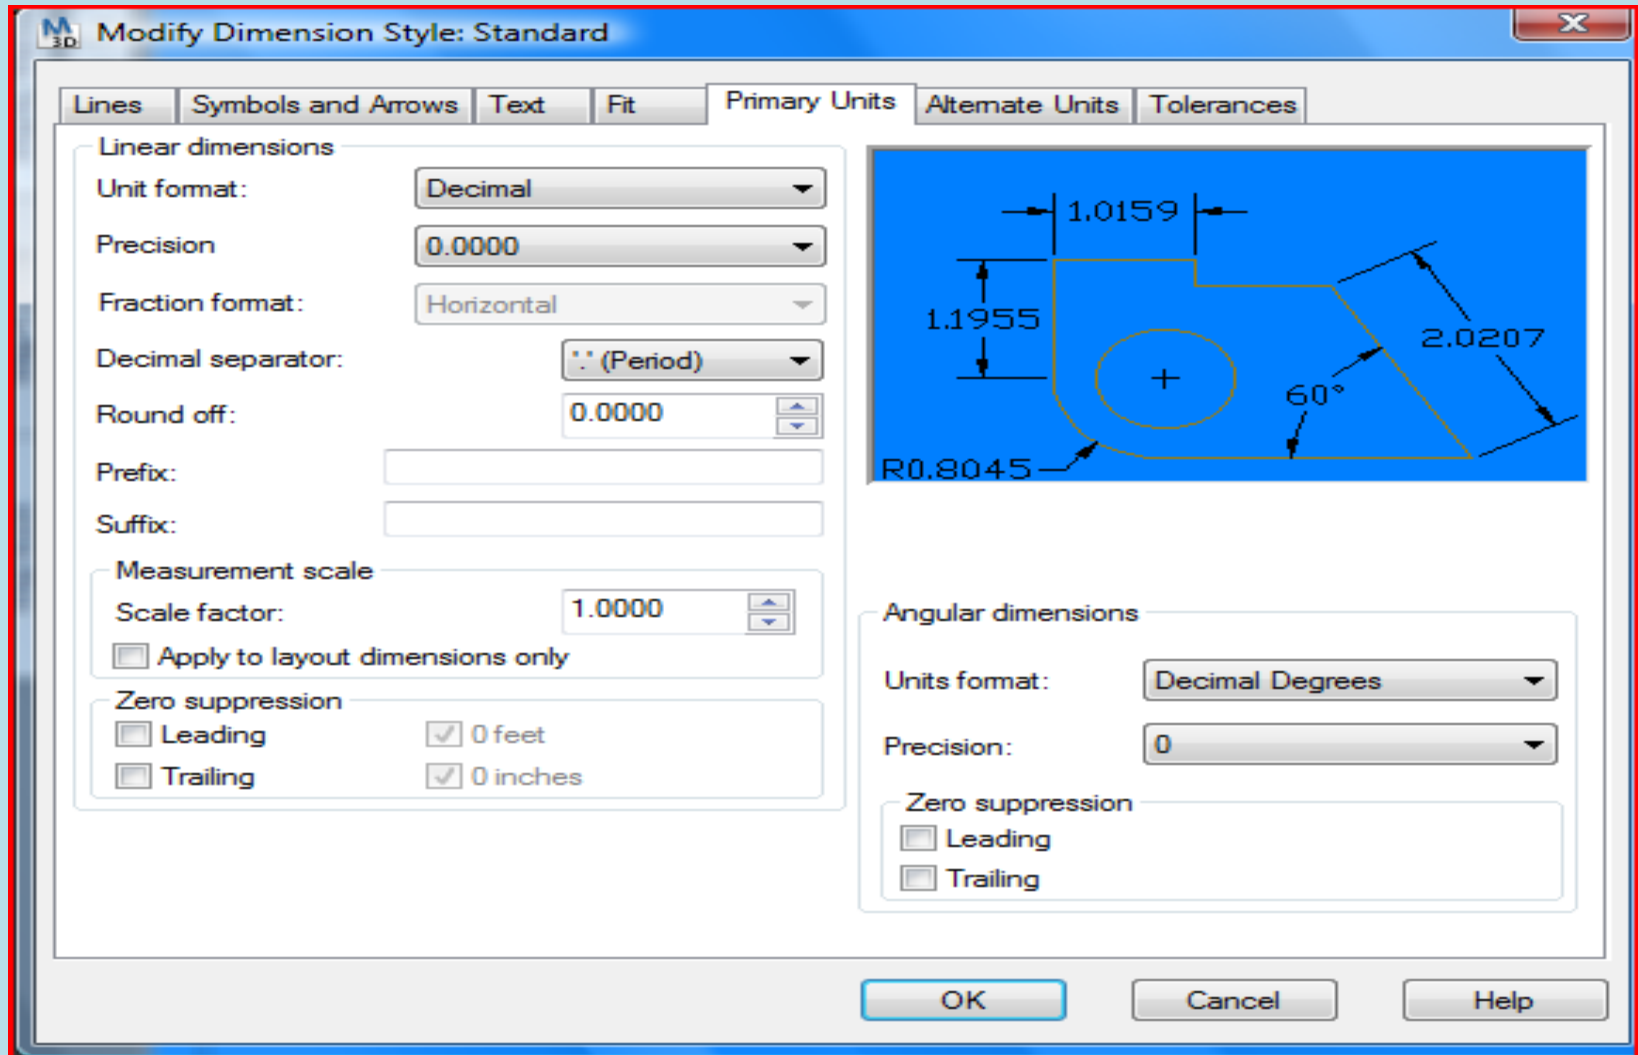 M 3D Modify Dimension Style: Standard
Lines Symbols and Arrows Text Fit Primary Units Alternate Units Tolerances
Linear dimensions
Unit format: Decimal
Precision 0.0000
Fraction format: Horizontal
Decimal separator: '.' (Period)
Round off: 0.0000
Prefix:
Suffix:
Measurement scale
Scale factor: 1.0000
Apply to layout dimensions only
Zero suppression
Leading 0 feet
Trailing 0 inches
1.0159
1.1955
2.0207
60°
R0.8045
Angular dimensions
Units format: Decimal Degrees
Precision: 0
Zero suppression
Leading
Trailing
OK Cancel Help